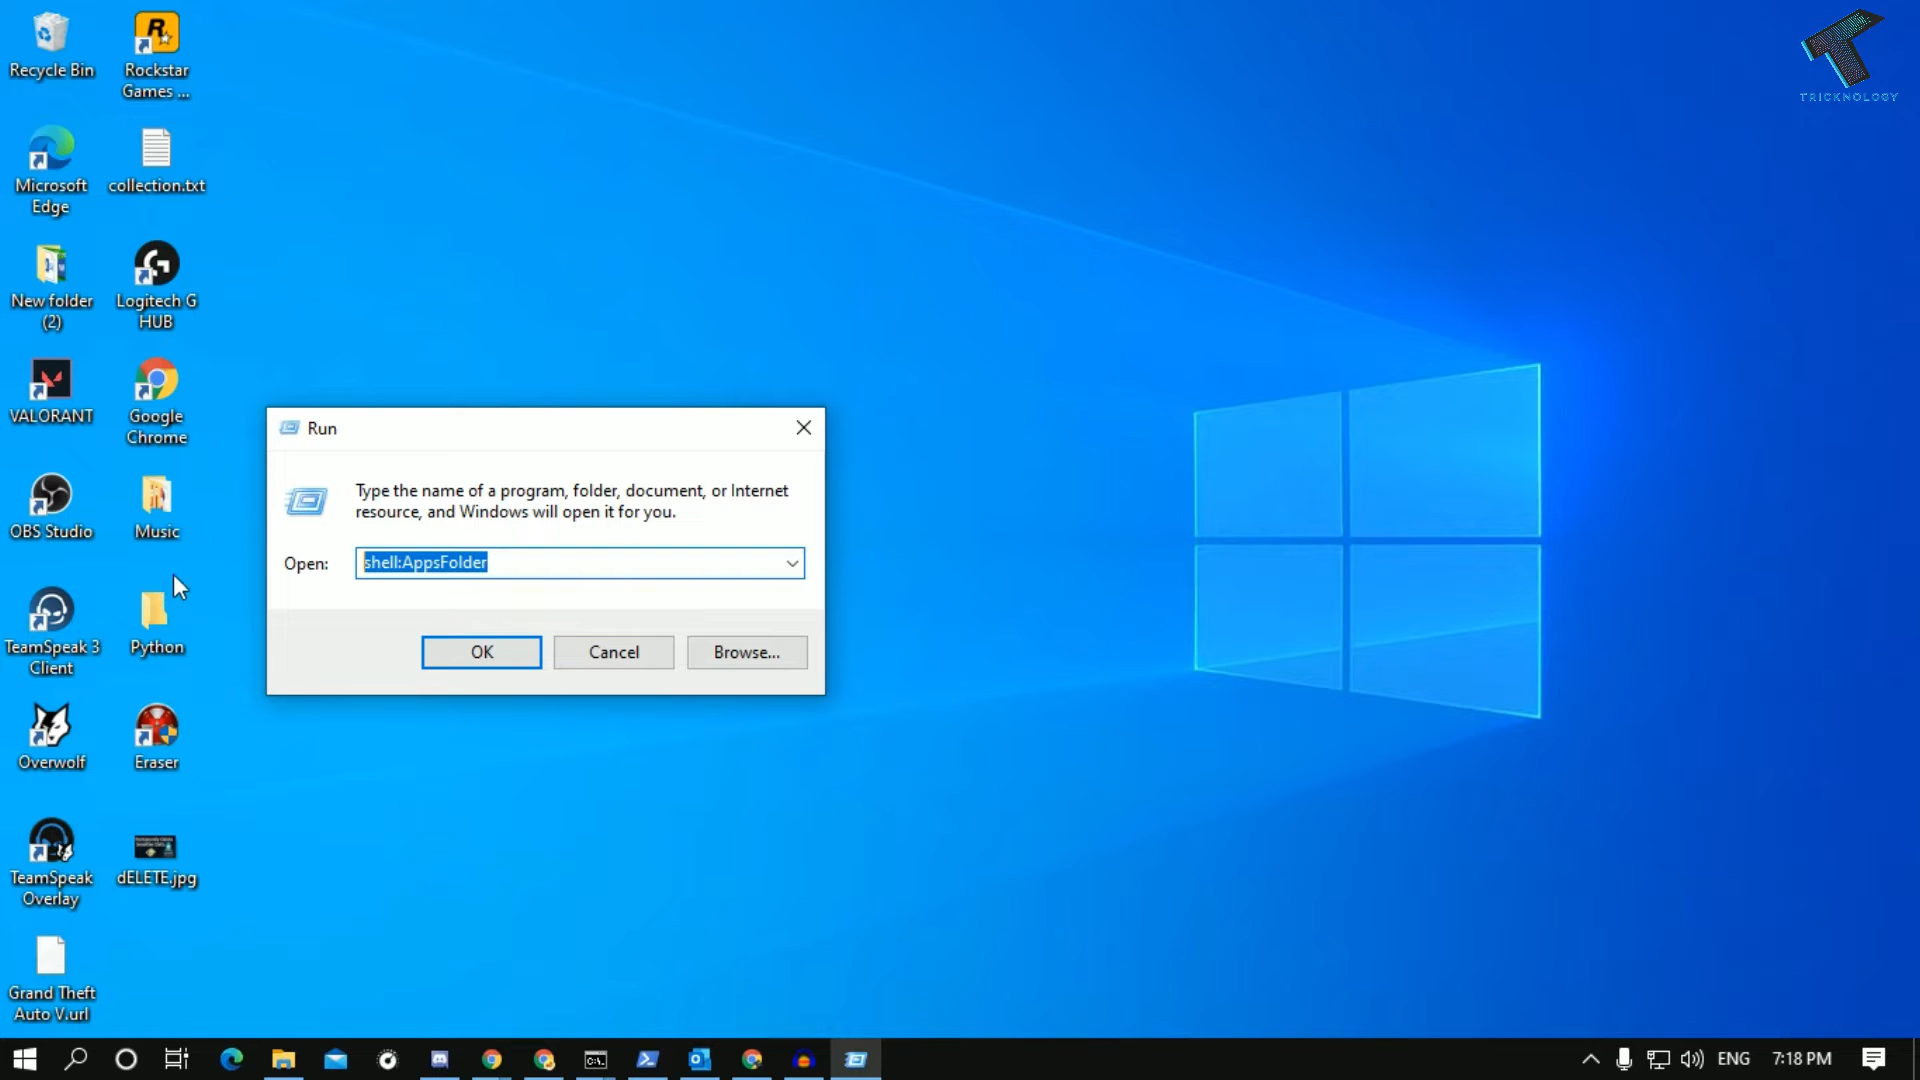 Recycle Bin
Rockstar
Games ...
TRICKNOLOGY
Microsoft
Edge
collection.txt
New folder
(2)
Logitech G
HUB
VALORANT
Google
Chrome
OBS Studio
Music
TeamSpeak 3
Client
Python
Overwolf
Eraser
TeamSpeak
Overlay
dELETE.jpg
Grand Theft
Auto V.url
Run
Type the name of a program, folder, document, or Internet
resource, and Windows will open it for you.
Open:
shell:AppsFolder
OK
Cancel
Browse...
ENG
7:18 PM